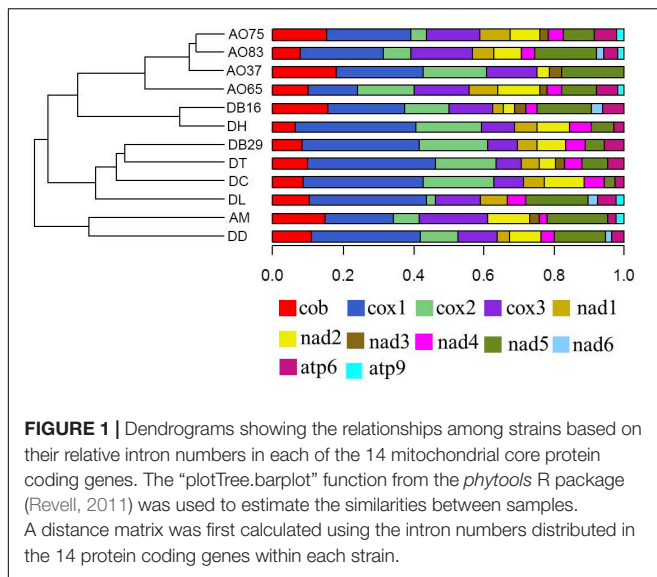 AO75
AO83
AO37
AO65
DB16
DH
DB29
DT
DC
DL
AM
DD
0.0 0.2 0.4 0.6 0.8 1.0
cob cox1 cox2 cox3 nad1
nad2 nad3 nad4 nad5 nad6
atp6 atp9
FIGURE 1 | Dendrograms showing the relationships among strains based on
their relative intron numbers in each of the 14 mitochondrial core protein
coding genes. The “plotTree.barplot” function from the phytools R package
(Revell, 2011) was used to estimate the similarities between samples.
A distance matrix was first calculated using the intron numbers distributed in
the 14 protein coding genes within each strain.